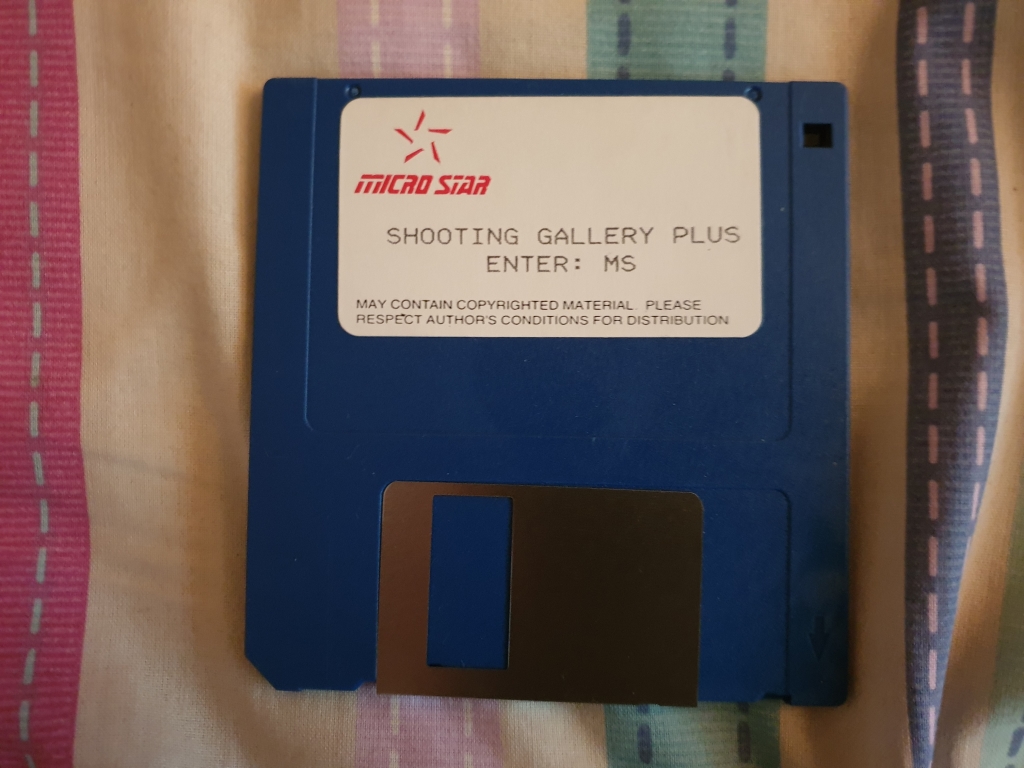 MICRO STAR
SHOOTING GALLERY PLUS
ENTER: MS
MAY CONTAIN COPYRIGHTED MATERIAL. PLEASE
RESPECT AUTHOR'S CONDITIONS FOR DISTRIBUTION